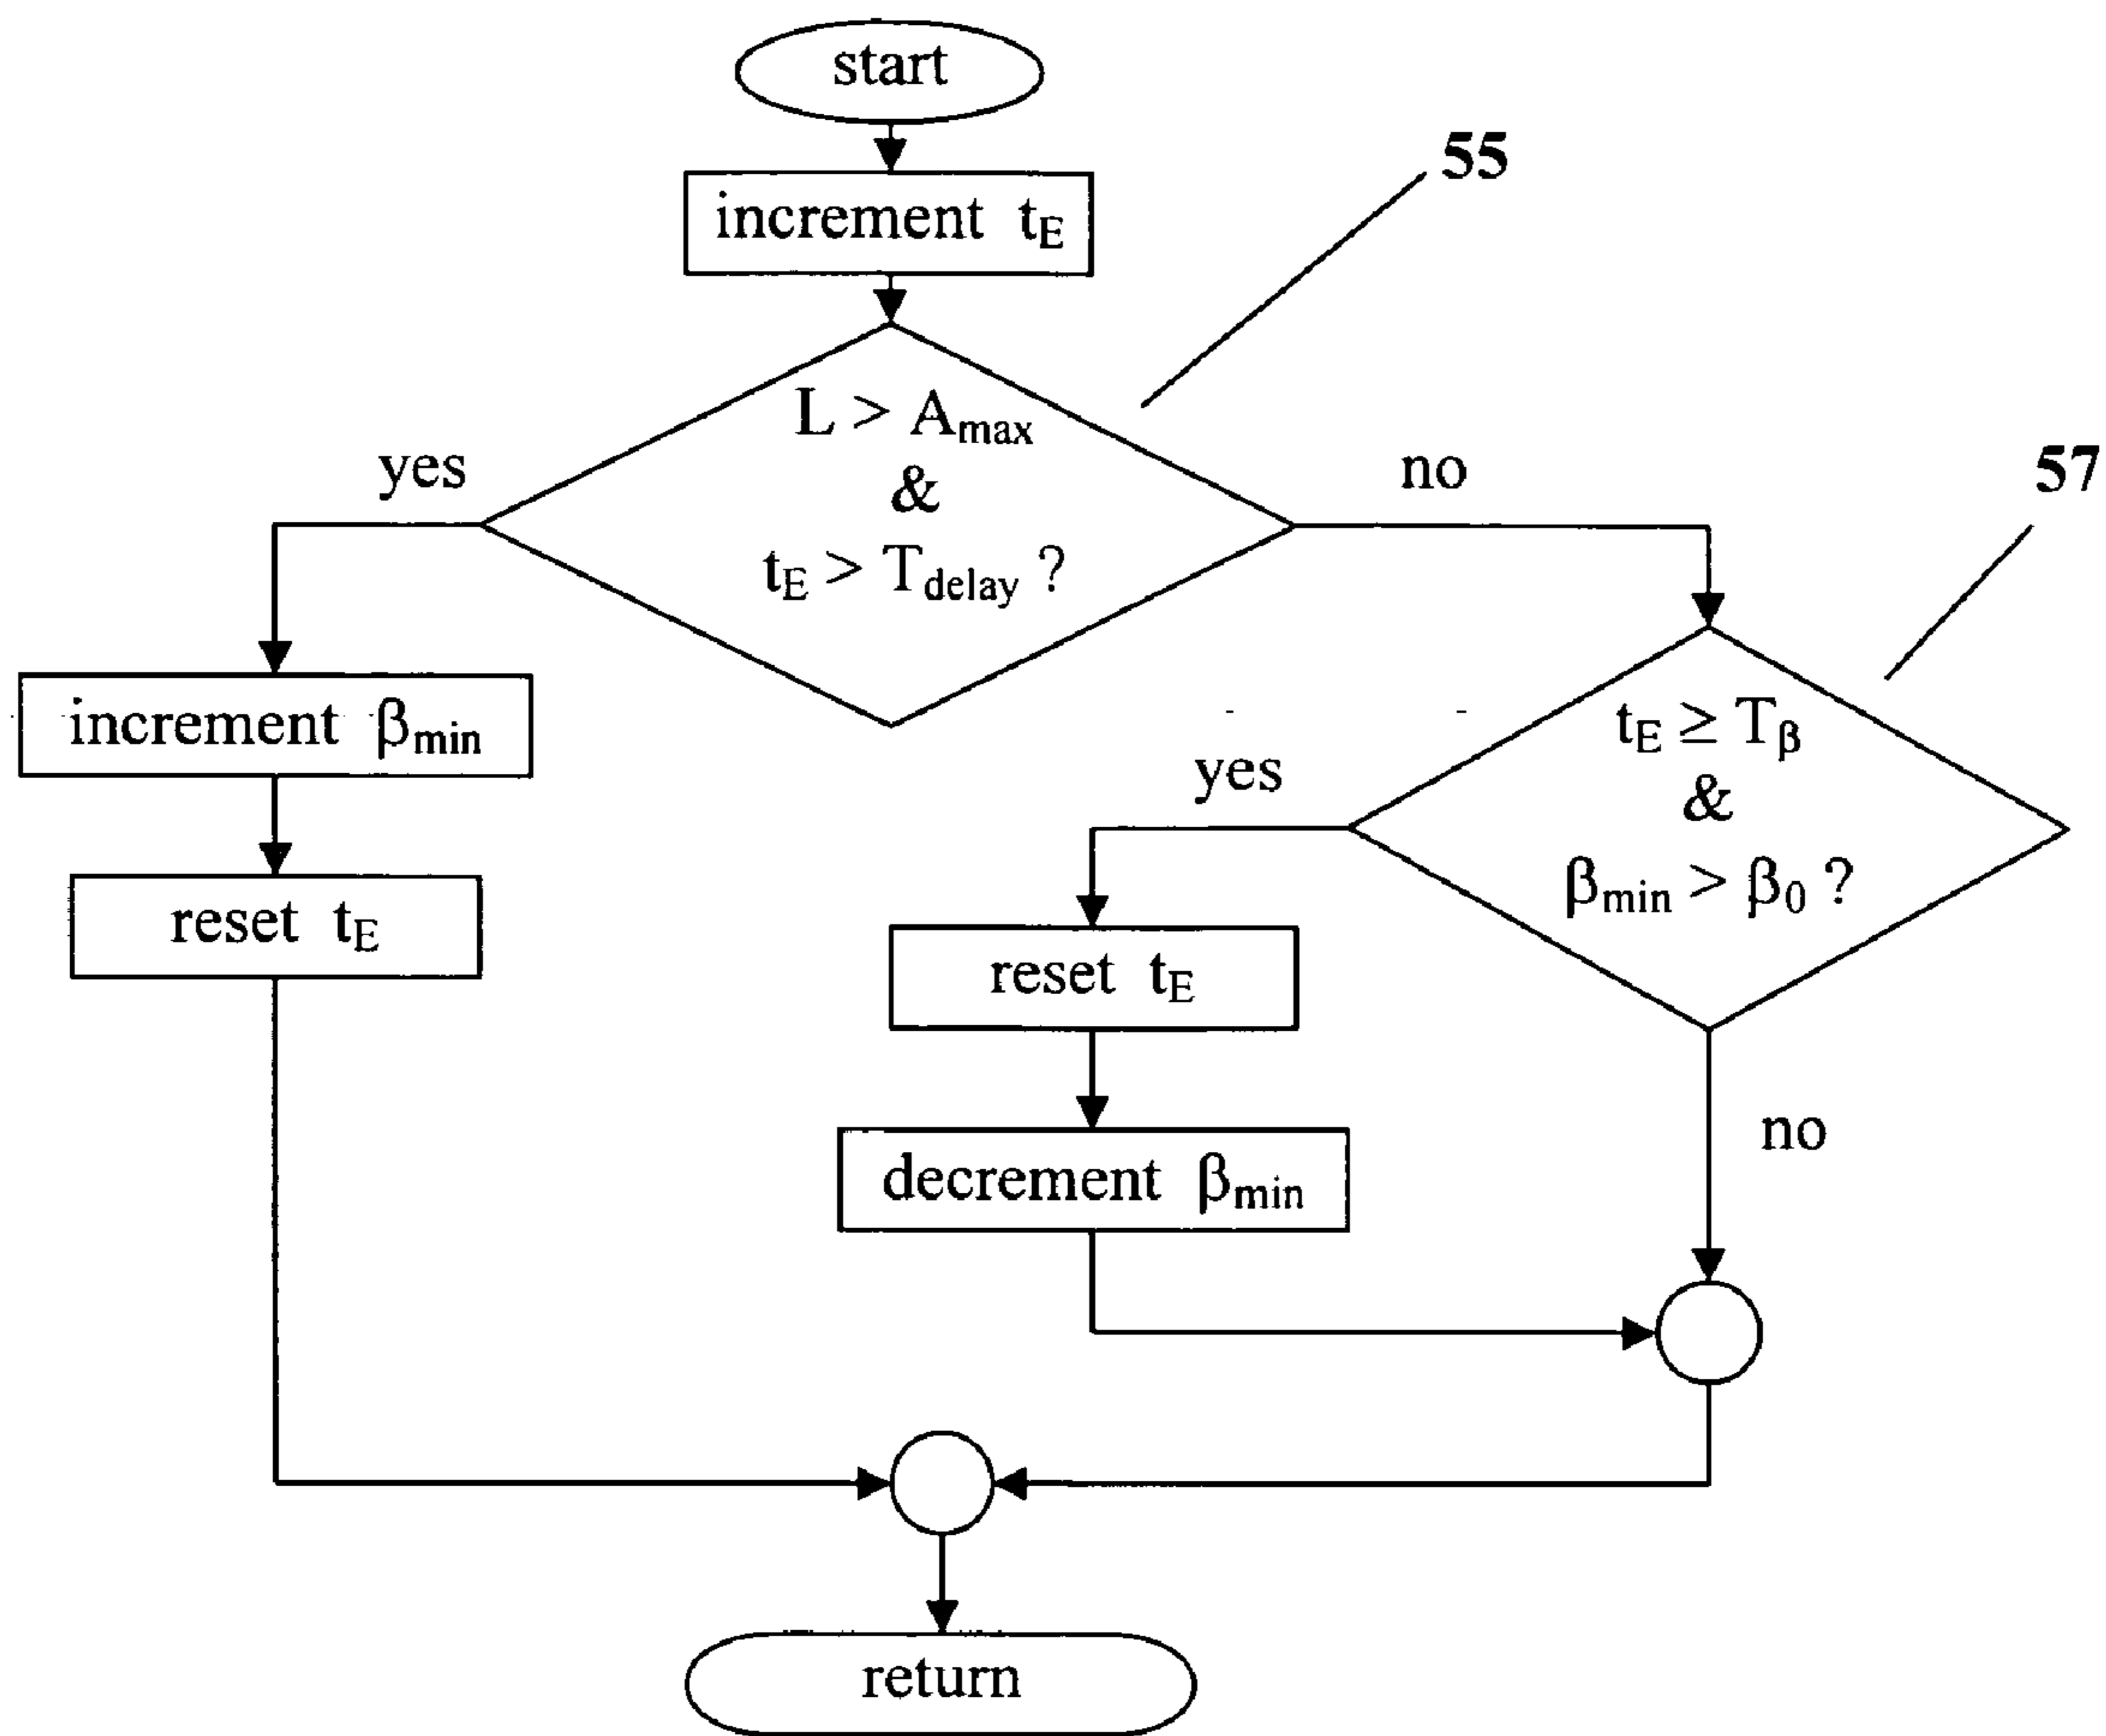 start
increment t_E
55
L > A_max
&
t_E > T_delay ?
yes
no
57
increment β_min
reset t_E
t_E ≥ T_β
&
β_min > β_0 ?
yes
no
reset t_E
decrement β_min
return